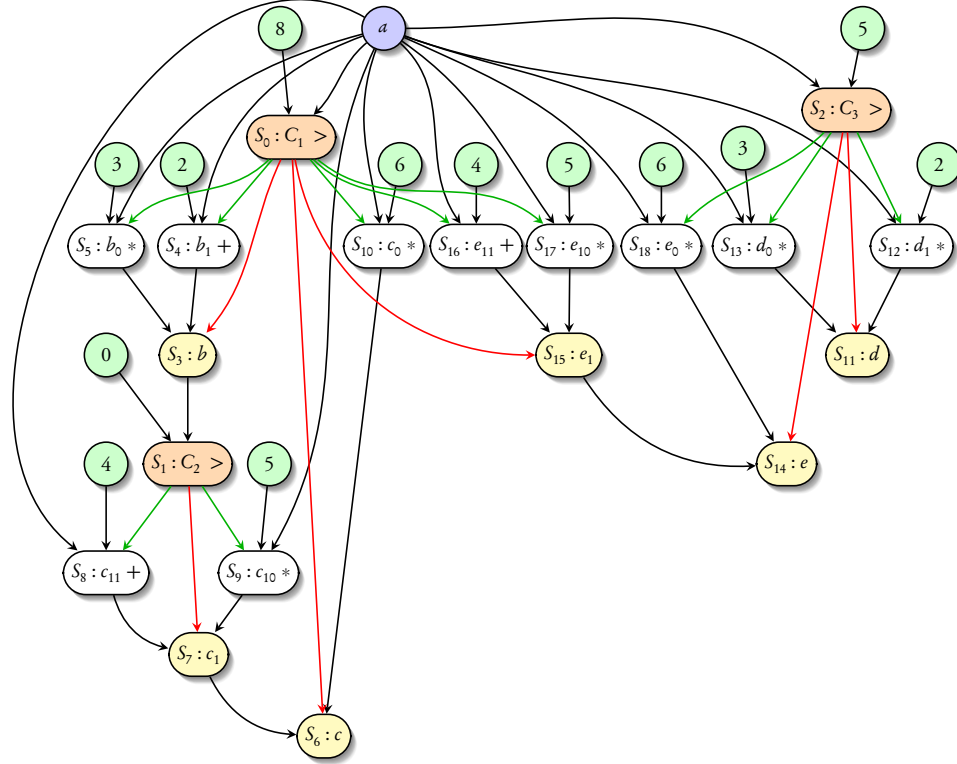 8
a
5
S₂ : C₃ >
S₀ : C₁ >
3
2
6
4
5
6
3
2
S₅ : b₀ *
S₄ : b₁ +
S₁₀ : c₀ *
S₁₆ : e₁₁ +
S₁₇ : e₁₀ *
S₁₈ : e₀ *
S₁₃ : d₀ *
S₁₂ : d₁ *
0
S₃ : b
S₁₅ : e₁
S₁₁ : d
4
S₁ : C₂ >
5
S₁₄ : e
S₈ : c₁₁ +
S₉ : c₁₀ *
S₇ : c₁
S₆ : c